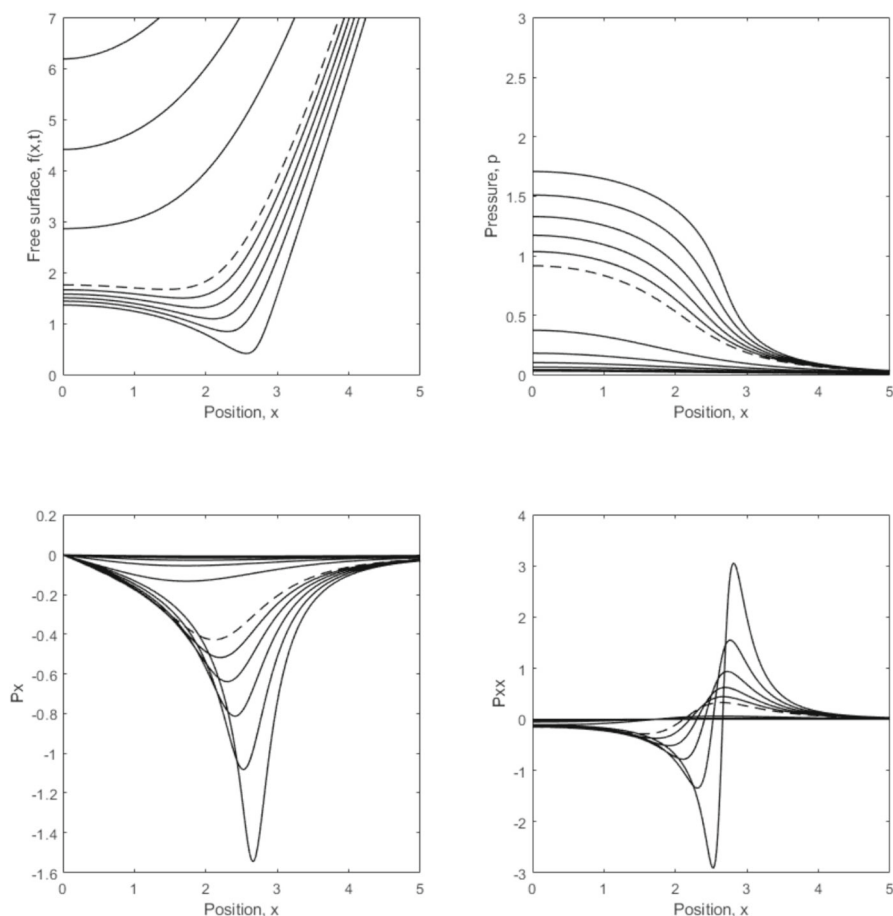 7
6
5
4
3
2
1
0
Free surface, f(x,t)
0 1 2 3 4 5
Position, x
3
2.5
2
1.5
1
0.5
0
Pressure, p
0 1 2 3 4 5
Position, x
0.2
0
-0.2
-0.4
-0.6
-0.8
-1
-1.2
-1.4
-1.6
Px
0 1 2 3 4 5
Position, x
4
3
2
1
0
-1
-2
-3
Pxx
0 1 2 3 4 5
Position, x